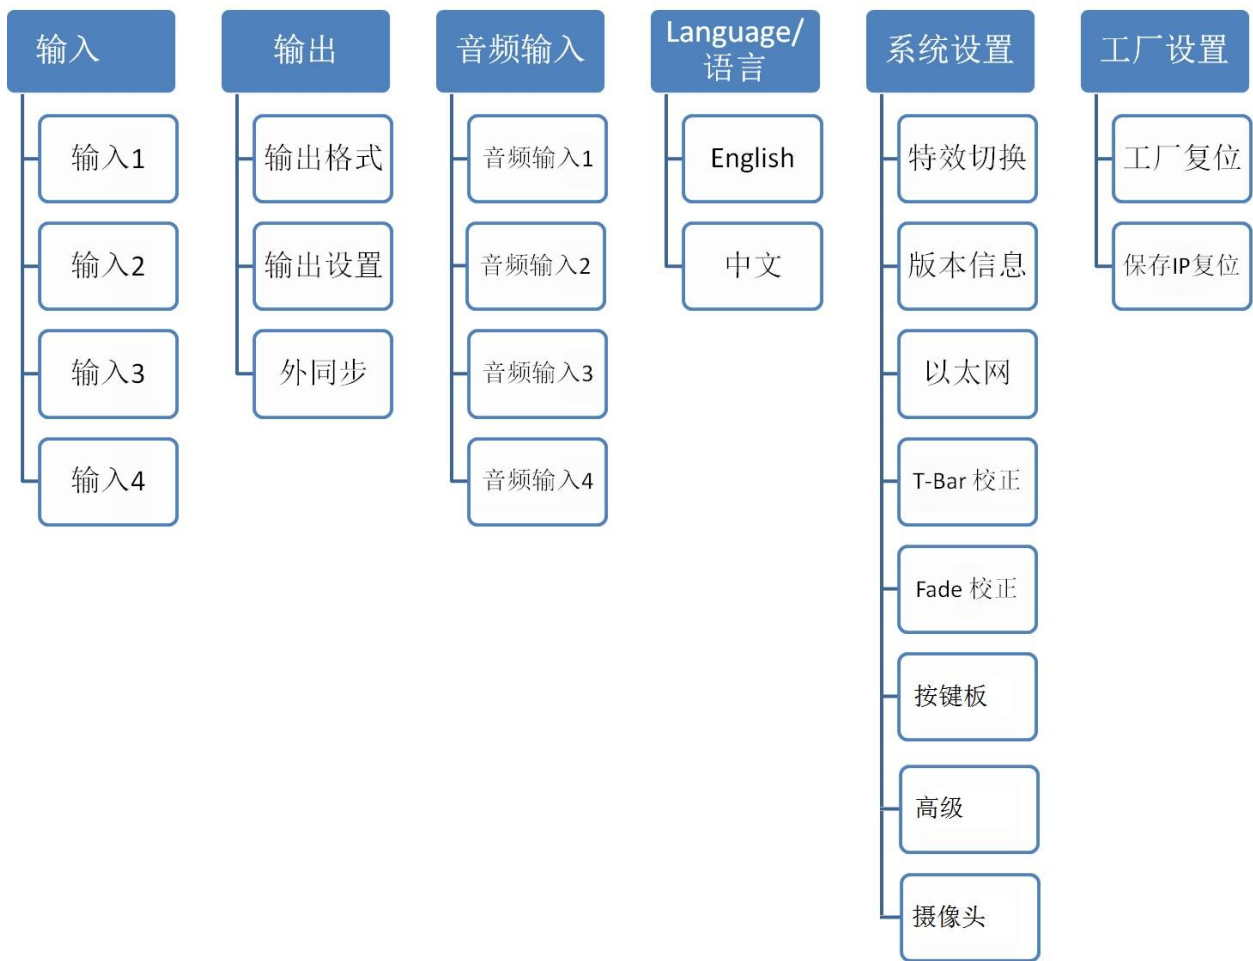 输入
输入1
输入2
输入3
输入4
输出
输出格式
输出设置
外同步
音频输入
音频输入1
音频输入2
音频输入3
音频输入4
Language/
语言
English
中文
系统设置
特效切换
版本信息
以太网
T-Bar 校正
Fade 校正
按键板
高级
摄像头
工厂设置
工厂复位
保存IP复位